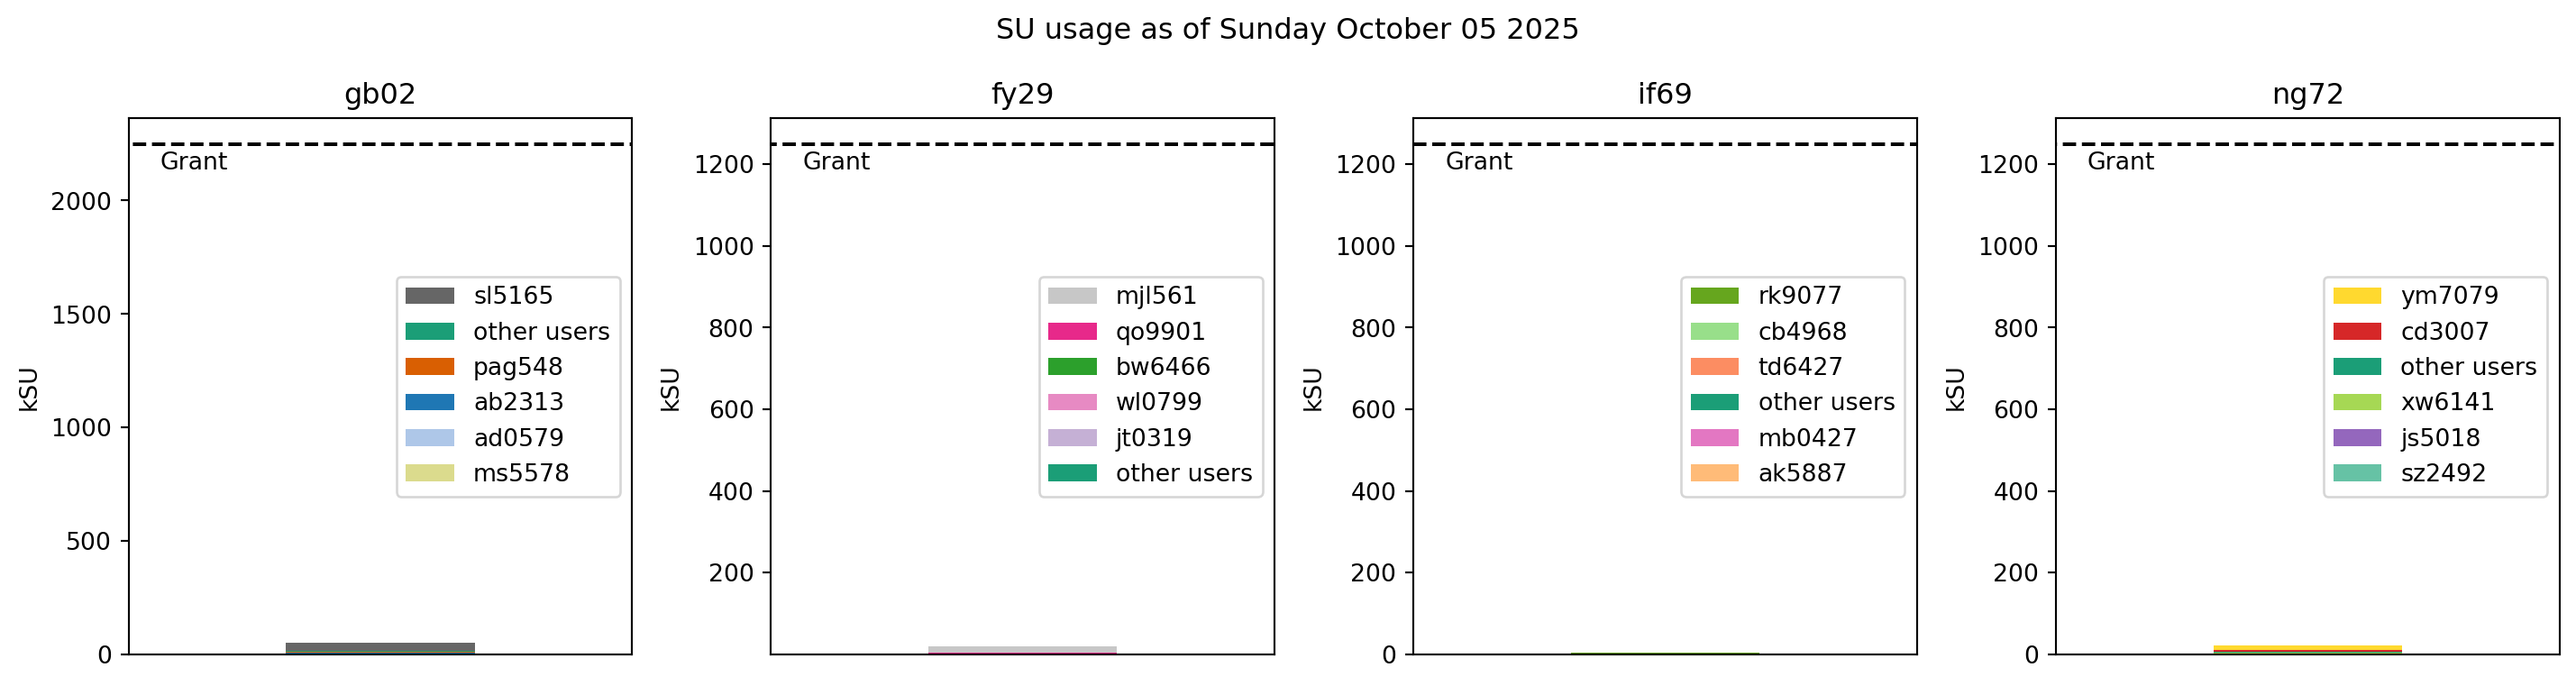 SU usage as of Sunday October 05 2025
gb02
kSU
2000
1500
1000
500
0
Grant
sl5165
other users
pag548
ab2313
ad0579
ms5578
fy29
kSU
1200
1000
800
600
400
200
Grant
mjl561
qo9901
bw6466
wl0799
jt0319
other users
if69
kSU
1200
1000
800
600
400
200
0
Grant
rk9077
cb4968
td6427
other users
mb0427
ak5887
ng72
kSU
1200
1000
800
600
400
200
0
Grant
ym7079
cd3007
other users
xw6141
js5018
sz2492